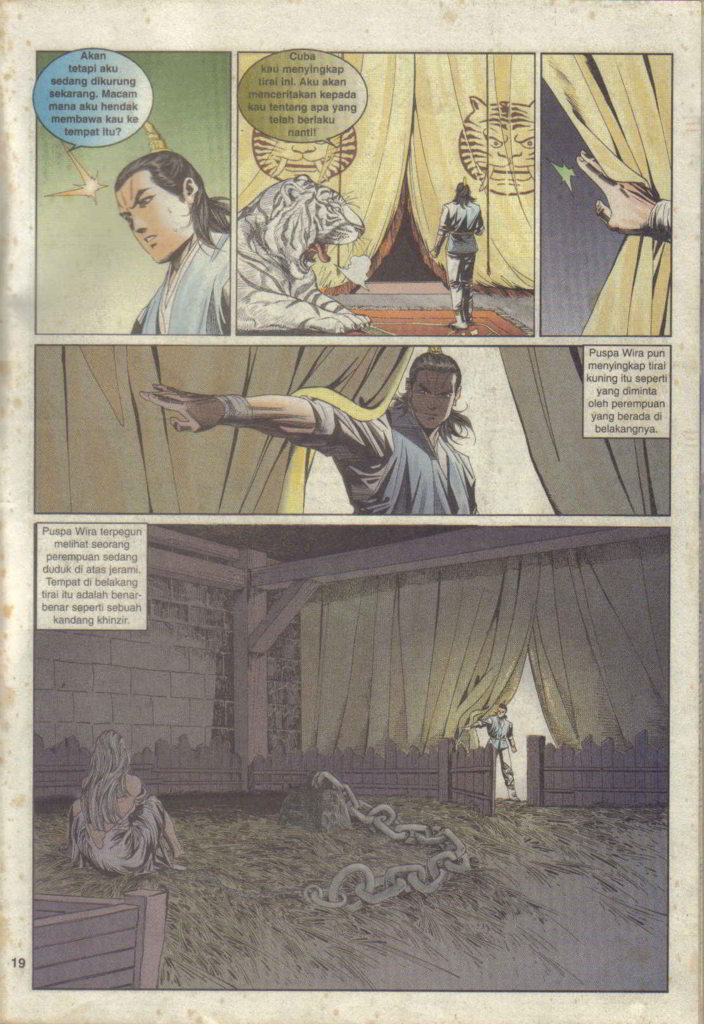 Akan
tetapi aku
sedang dikurung
sekarang. Macam
mana aku hendak
membawa kau ke
tempat itu?
Cuba
kau menyingkap
tirai ini. Aku akan
menceritakan kepada
kau tentang apa yang
telah berlaku
nanti!
Puspa Wira pun
menyingkap tirai
kuning itu seperti
yang diminta
oleh perempuan
yang berada di
belakangnya.
Puspa Wira terpegun
melihat seorang
perempuan sedang
duduk di atas jerami.
Tempat di belakang
tirai itu adalah benar-
benar seperti sebuah
kandang khinzir.
19